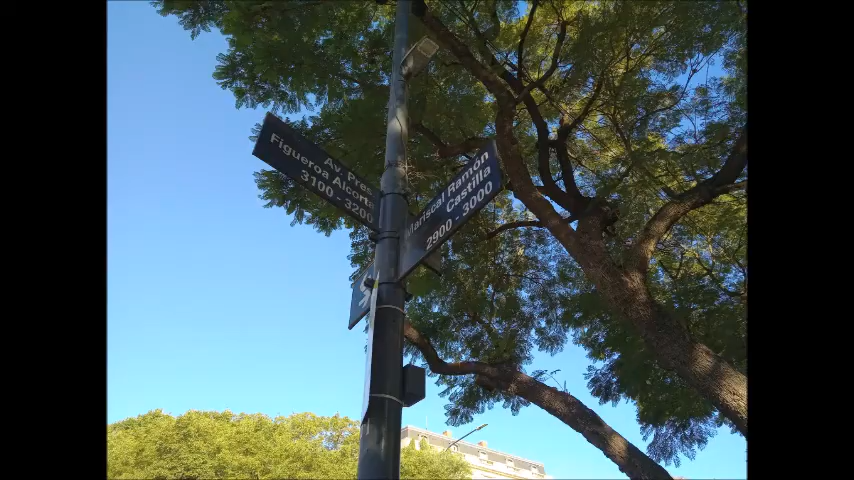 Av. Pres.
Figueroa Alcorta
3100 - 3200
Mariscal Ramón
Castilla
2900 - 3000